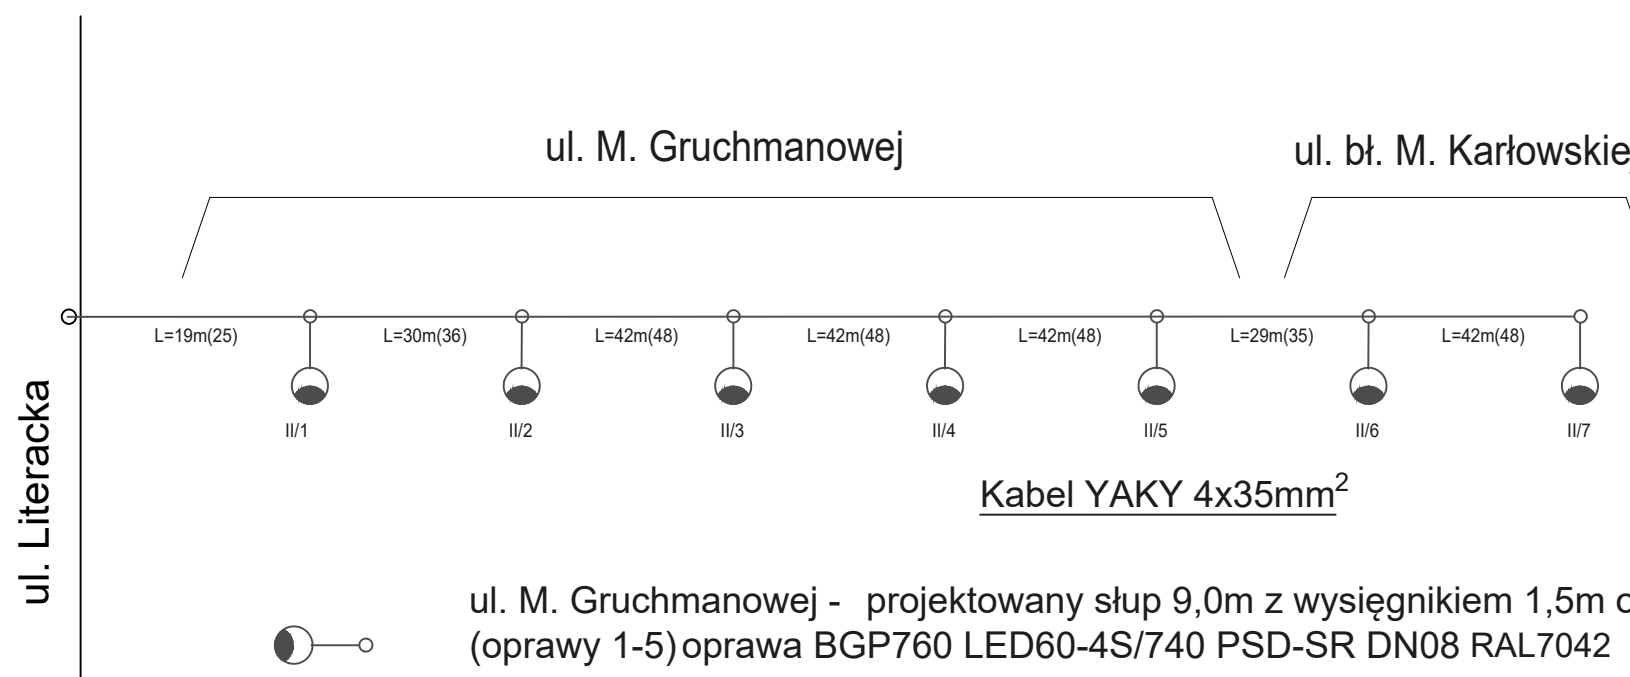 ul. M. Gruchmanowej
ul. bł. M. Karłowskiej
L=19m(25) L=30m(36) L=42m(48) L=42m(48) L=42m(48) L=29m(35) L=42m(48)
II/1 II/2 II/3 II/4 II/5 II/6 II/7
ul. Literacka
Kabel YAKY 4x35mm²
ul. M. Gruchmanowej - projektowany słup 9,0m z wysięgnikiem 1,5m
(oprawy 1-5) oprawa BGP760 LED60-4S/740 PSD-SR DN08 RAL7042